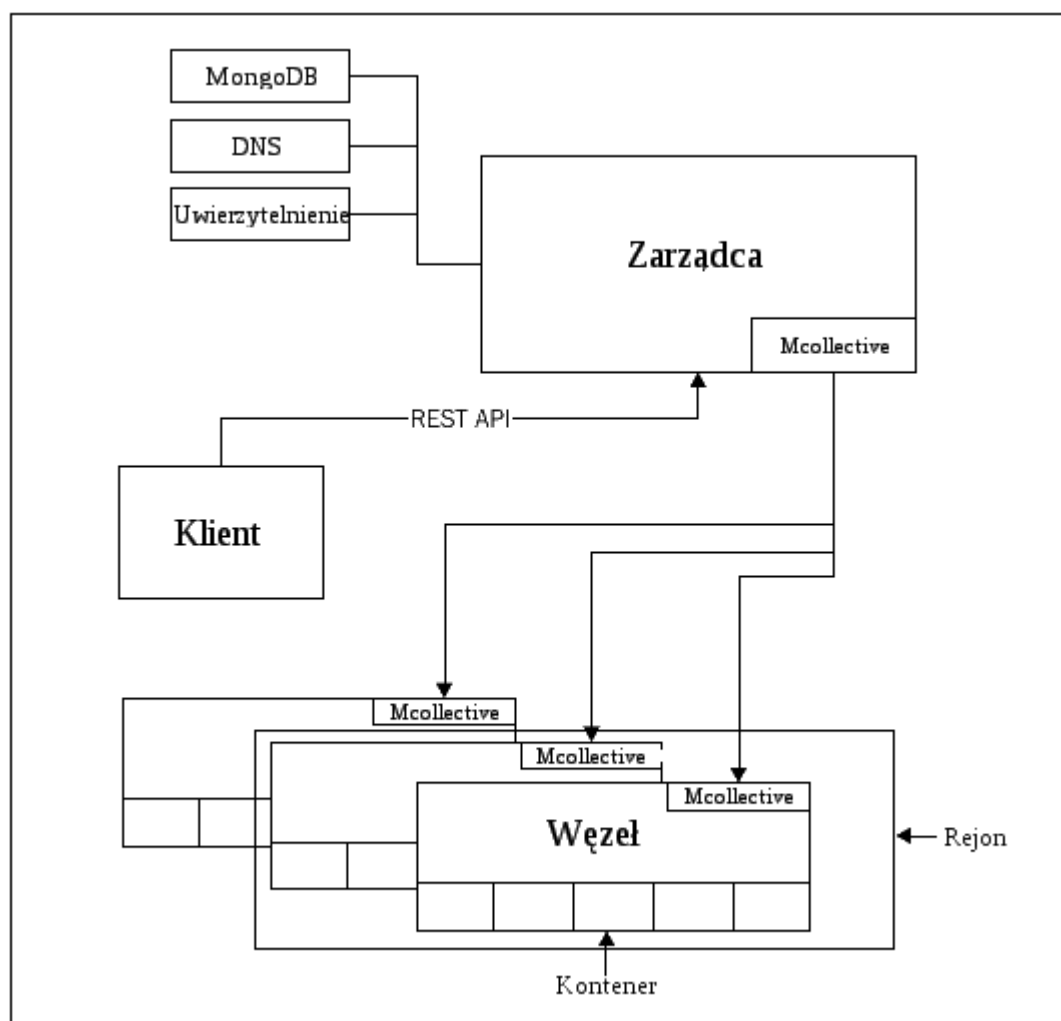 MongoDB
DNS
Uwierzytelnienie
Zarządca
Mcollective
REST API
Klient
Mcollective
Mcollective
Mcollective
Węzeł
Rejon
Kontener